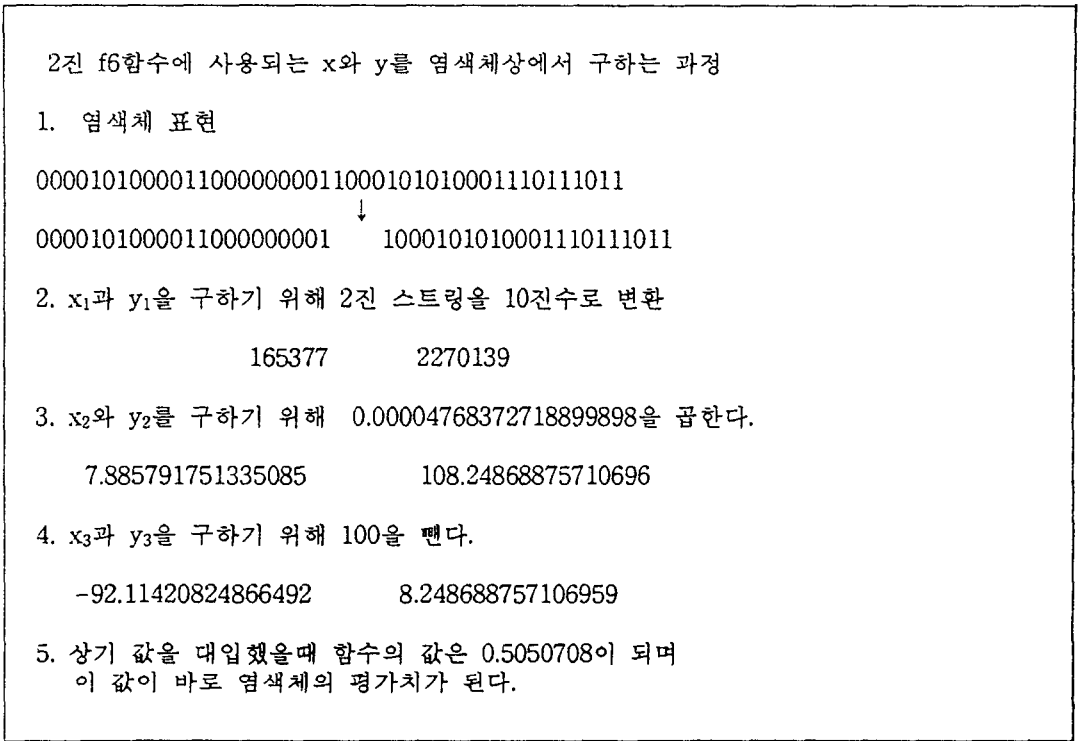 2진 f6함수에 사용되는 x와 y를 염색체상에서 구하는 과정
1. 염색체 표현
00001010000110000000011000101010001110111011
↓
0000101000011000000001 1000101010001110111011
2. x₁과 y₁을 구하기 위해 2진 스트링을 10진수로 변환
165377 2270139
3. x₂와 y₂를 구하기 위해 0.00004768372718899898을 곱한다.
7.885791751335085 108.24868875710696
4. x₃과 y₃을 구하기 위해 100을 뺀다.
-92.11420824866492 8.248688757106959
5. 상기 값을 대입했을때 함수의 값은 0.5050708이 되며
이 값이 바로 염색체의 평가치가 된다.